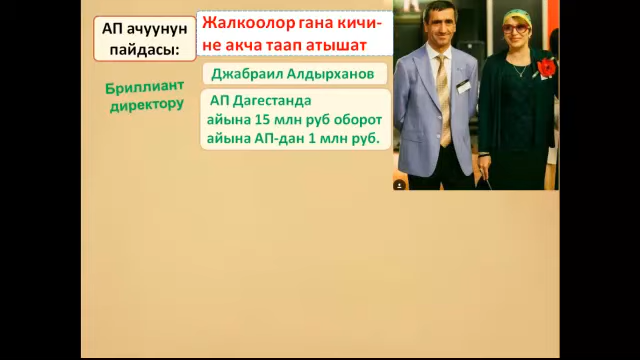 АП ачуунун
пайдасы:
Жалкоолор гана кичи-
не акча таап атышат
Джабраил Алдырханов
Бриллиант
директору
АП Дагестанда
айына 15 млн руб оборот
айына АП-дан 1 млн руб.